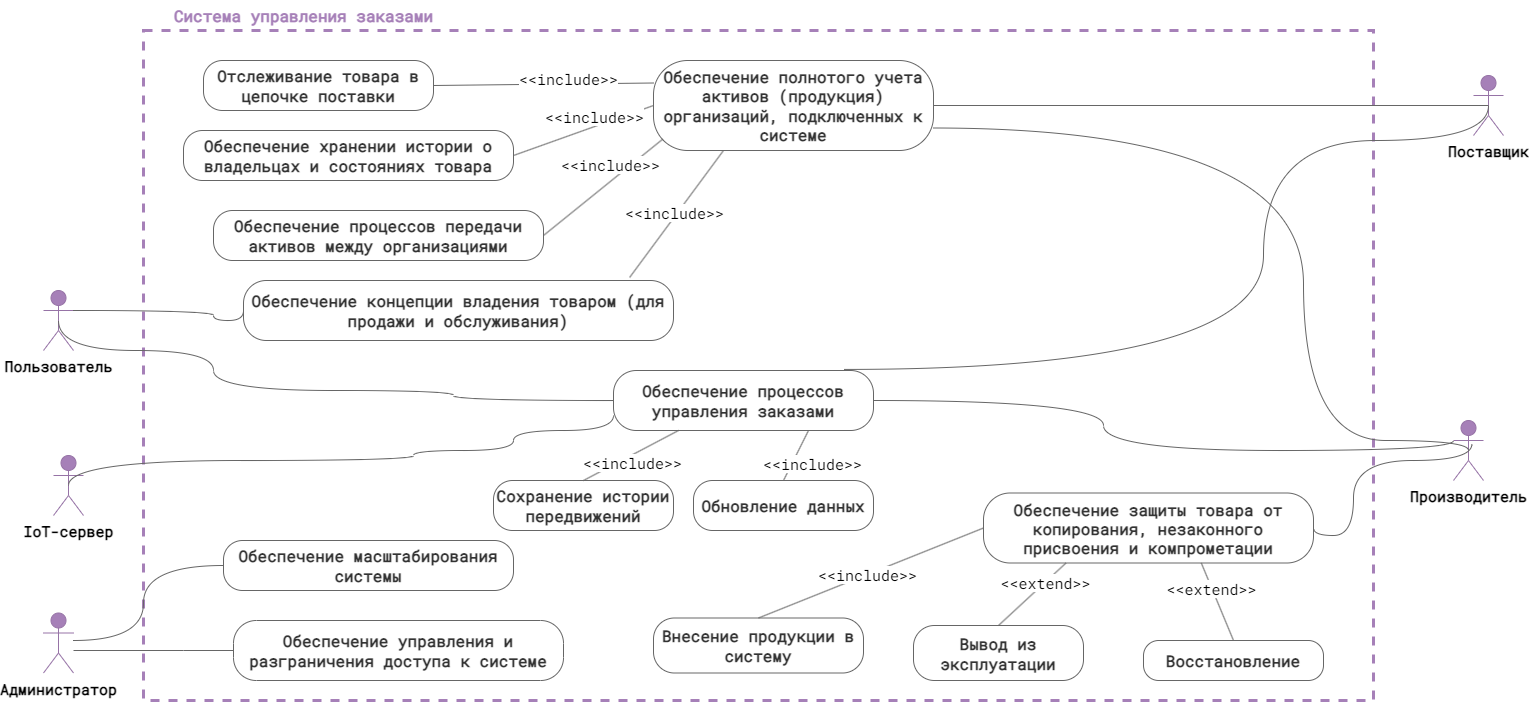 Система управления заказами
Отслеживание товара в
цепочке поставки
<<include>>
Обеспечение полнотого учета
активов (продукция)
организаций, подключенных к
системе
Поставщик
<<include>>
Обеспечение хранении истории о
владельцах и состояниях товара
<<include>>
Обеспечение процессов передачи
активов между организациями
<<include>>
Обеспечение концепции владения товаром (для
продажи и обслуживания)
Пользователь
Обеспечение процессов
управления заказами
<<include>>
<<include>>
Сохранение истории
передвижений
Обновление данных
Производитель
IoT-сервер
Обеспечение защиты товара от
копирования, незаконного
присвоения и компрометации
Обеспечение масштабирования
системы
<<include>>
<<extend>>
<<extend>>
Администратор
Обеспечение управления и
разграничения доступа к системе
Внесение продукции в
систему
Вывод из
эксплуатации
Восстановление